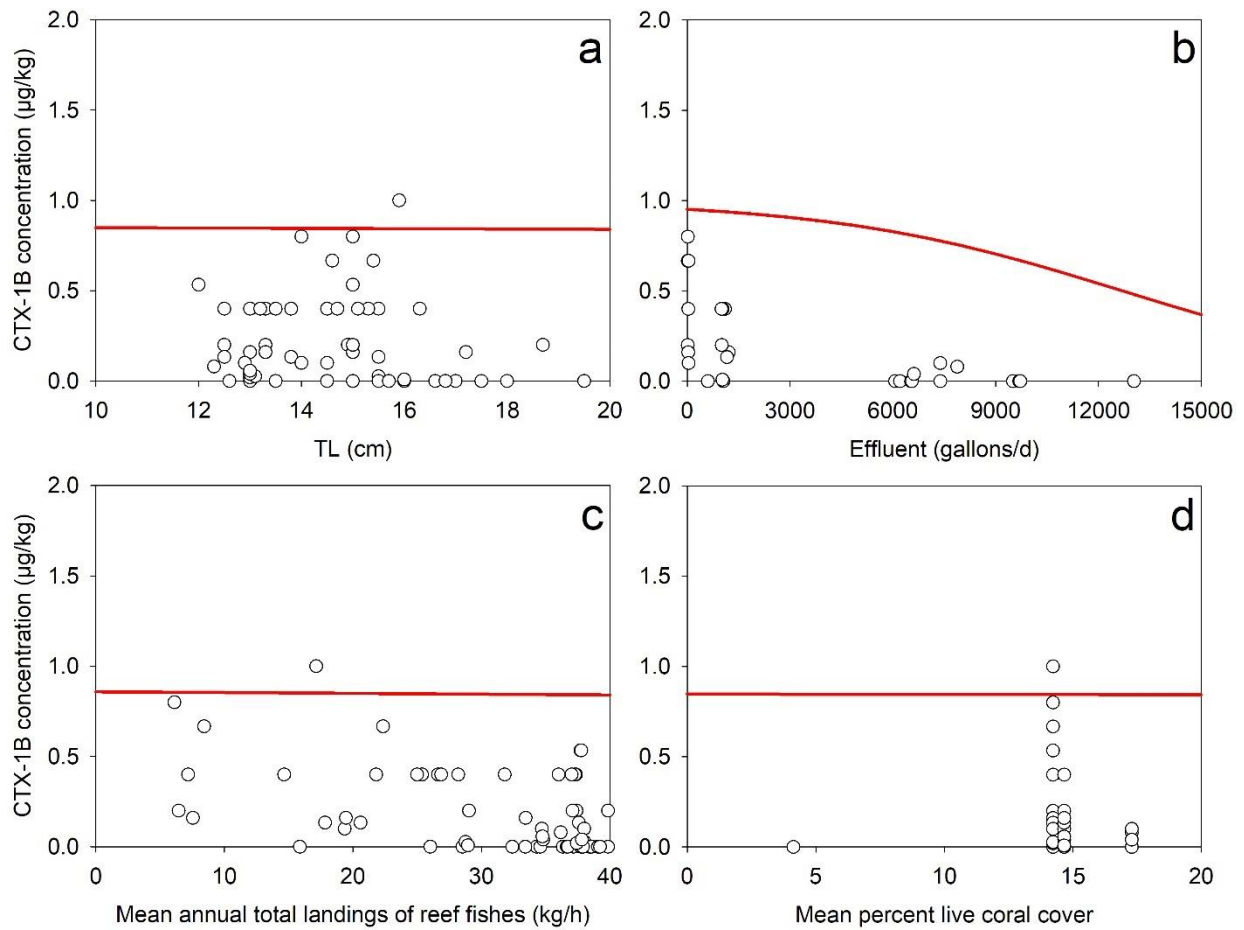 2.0
1.5
1.0
0.5
0.0
CTX-1B concentration (µg/kg)
a
10 12 14 16 18 20
TL (cm)
2.0
1.5
1.0
0.5
0.0
b
0 3000 6000 9000 12000 15000
Effluent (gallons/d)
2.0
1.5
1.0
0.5
0.0
CTX-1B concentration (µg/kg)
c
0 10 20 30 40
Mean annual total landings of reef fishes (kg/h)
2.0
1.5
1.0
0.5
0.0
d
0 5 10 15 20
Mean percent live coral cover